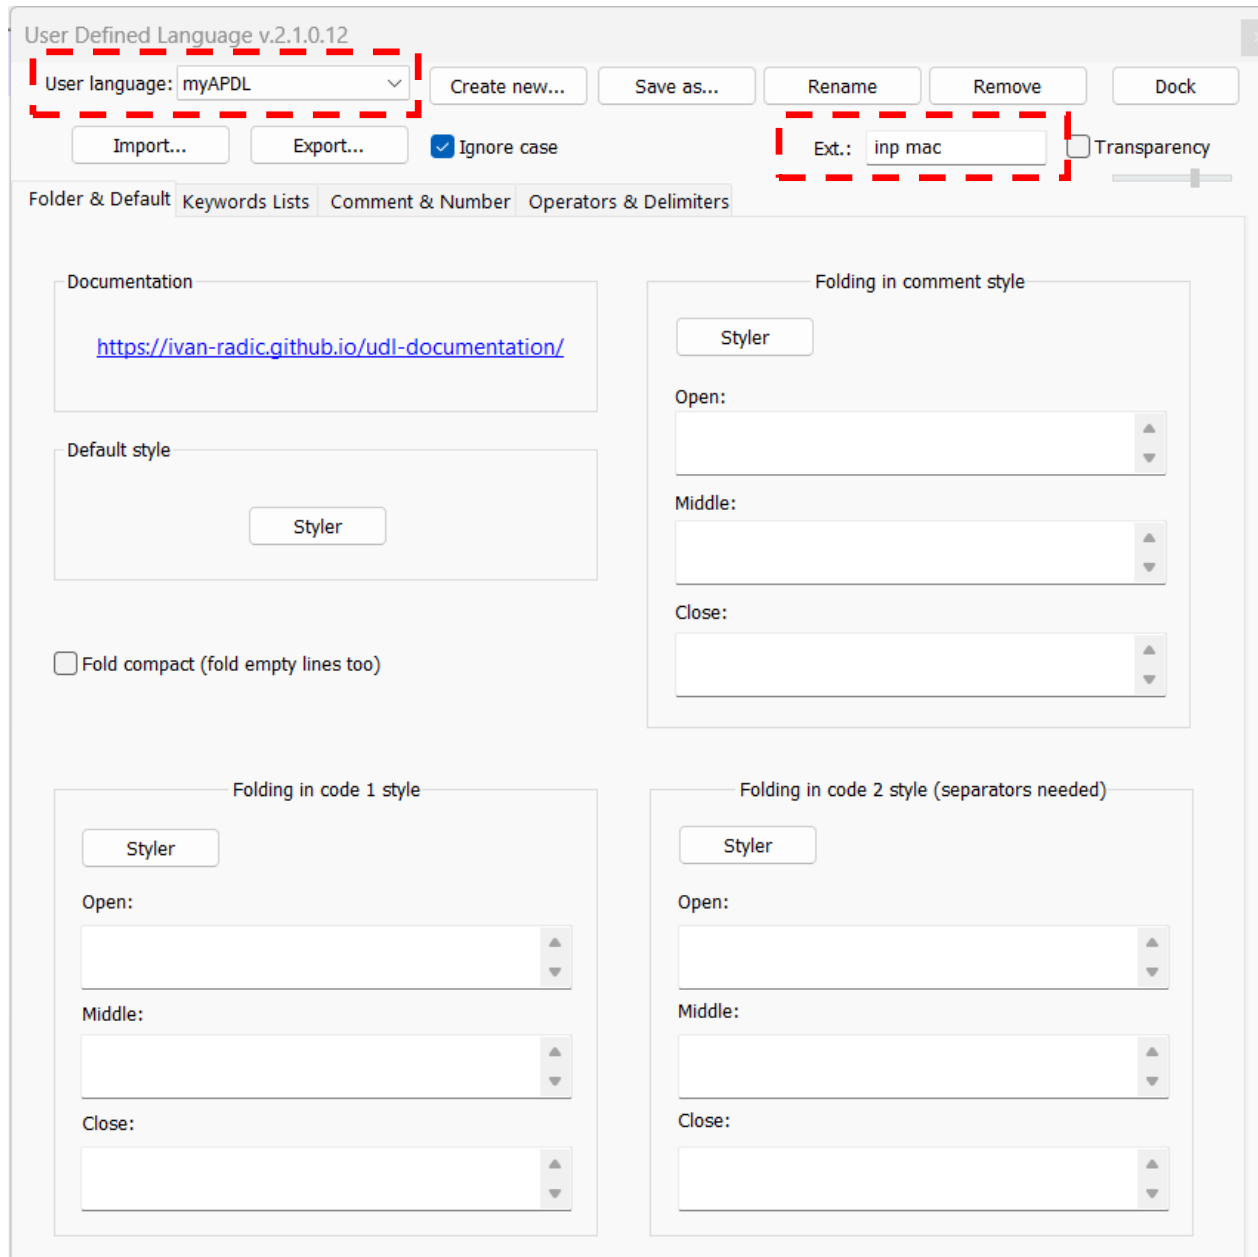 User Defined Language v.2.1.0.12
User language: myAPDL Create new... Save as... Rename Remove Dock
Import... Export... Ignore case Ext.: inp mac Transparency
Folder & Default Keywords Lists Comment & Number Operators & Delimiters
Documentation
https://ivan-radic.github.io/udl-documentation/
Default style
Styler
Fold compact (fold empty lines too)
Folding in comment style
Styler
Open:
Middle:
Close:
Folding in code 1 style
Styler
Open:
Middle:
Close:
Folding in code 2 style (separators needed)
Styler
Open:
Middle:
Close: